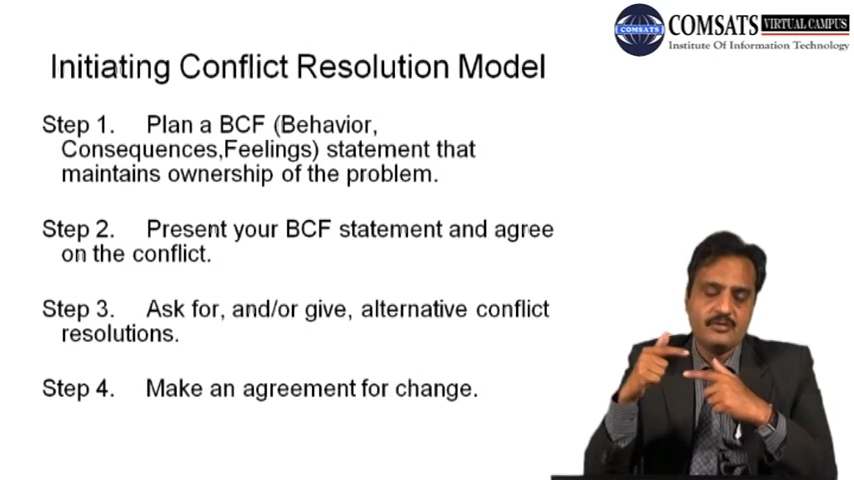 COMSATS VIRTUAL CAMPUS
COMSATS
Institute Of Information Technology
Initiating Conflict Resolution Model
Step 1. Plan a BCF (Behavior,
Consequences,Feelings) statement that
maintains ownership of the problem.
Step 2. Present your BCF statement and agree
on the conflict.
Step 3. Ask for, and/or give, alternative conflict
resolutions.
Step 4. Make an agreement for change.